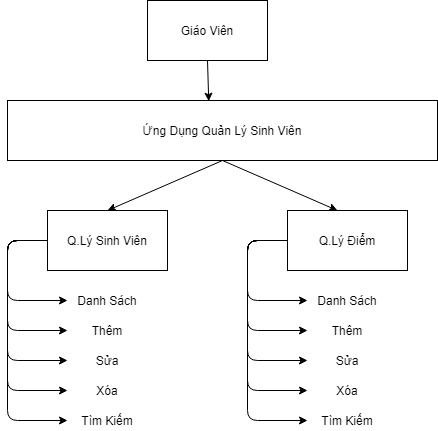 Giáo Viên
Ứng Dụng Quản Lý Sinh Viên
Q.Lý Sinh Viên
Danh Sách
Thêm
Sửa
Xóa
Tìm Kiếm
Q.Lý Điểm
Danh Sách
Thêm
Sửa
Xóa
Tìm Kiếm